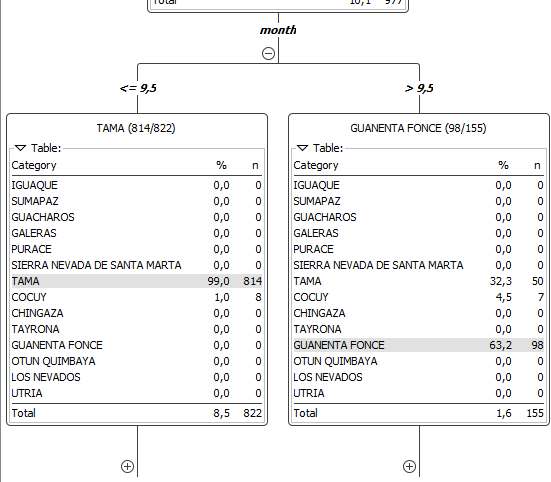 Total 10,1 977
month
<= 9,5
> 9,5
TAMA (814/822)
Table:
Category % n
IGUAQUE 0,0 0
SUMAPAZ 0,0 0
GUACHAROS 0,0 0
GALERAS 0,0 0
PURACE 0,0 0
SIERRA NEVADA DE SANTA MARTA 0,0 0
TAMA 99,0 814
COCUY 1,0 8
CHINGAZA 0,0 0
TAYRONA 0,0 0
GUANENTA FONCE 0,0 0
OTUN QUIMBAYA 0,0 0
LOS NEVADOS 0,0 0
UTRIA 0,0 0
Total 8,5 822
GUANENTA FONCE (98/155)
Table:
Category % n
IGUAQUE 0,0 0
SUMAPAZ 0,0 0
GUACHAROS 0,0 0
GALERAS 0,0 0
PURACE 0,0 0
SIERRA NEVADA DE SANTA MARTA 0,0 0
TAMA 32,3 50
COCUY 4,5 7
CHINGAZA 0,0 0
TAYRONA 0,0 0
GUANENTA FONCE 63,2 98
OTUN QUIMBAYA 0,0 0
LOS NEVADOS 0,0 0
UTRIA 0,0 0
Total 1,6 155